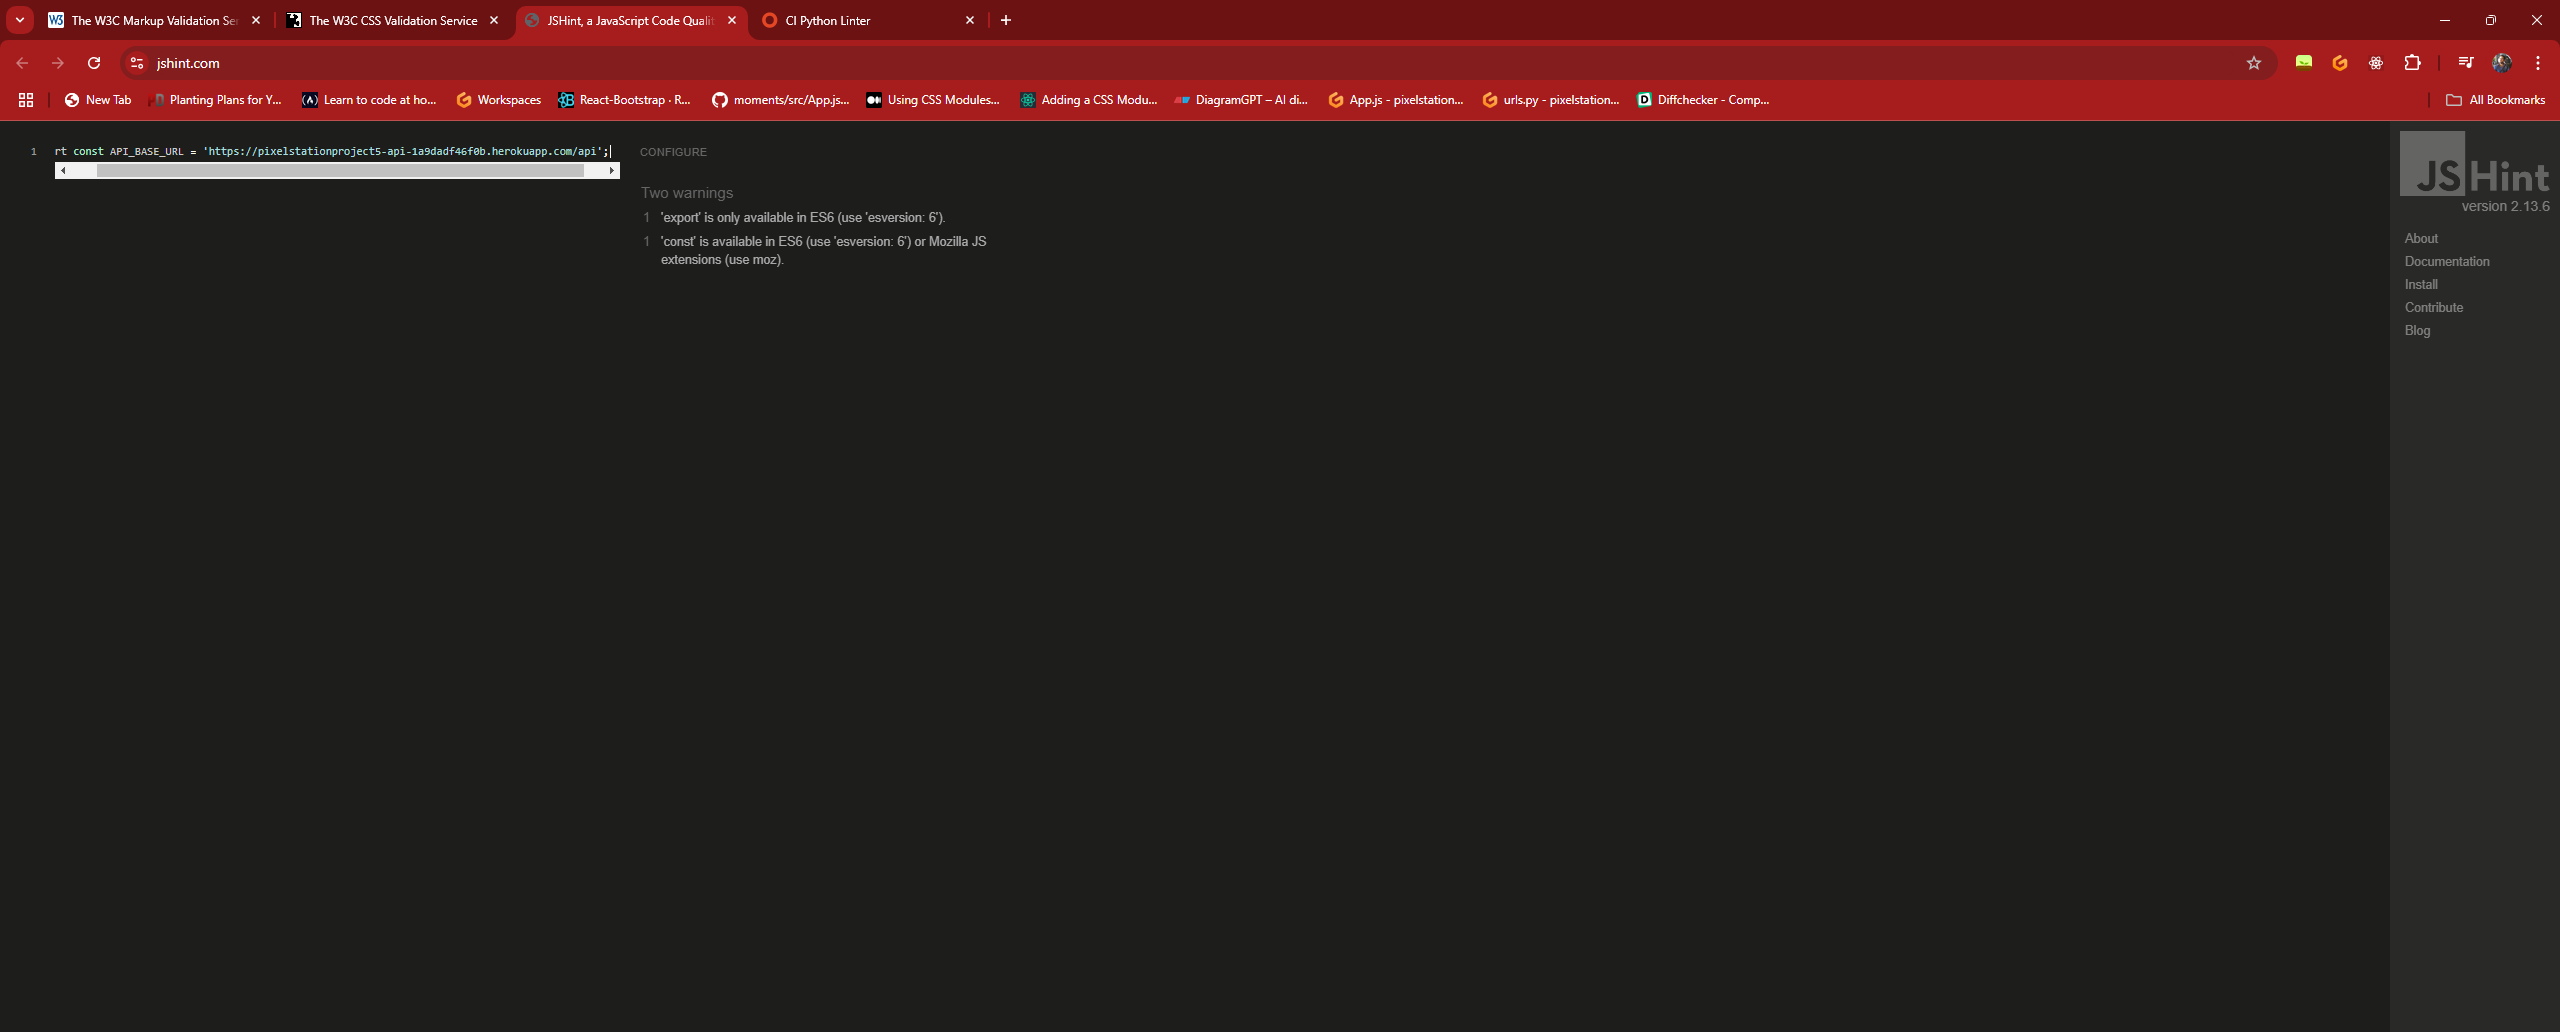 The W3C Markup Validation Se
The W3C CSS Validation Service
JSHint, a JavaScript Code Qualit
CI Python Linter
jshint.com
New Tab
Planting Plans for Y...
Learn to code at ho...
Workspaces
React-Bootstrap · R...
moments/src/App.js...
Using CSS Modules...
Adding a CSS Modu...
DiagramGPT – AI di...
App.js - pixelstation...
urls.py - pixelstation...
Diffchecker - Comp...
All Bookmarks
1 rt const API_BASE_URL = 'https://pixelstationproject5-api-1a9dadf46f0b.herokuapp.com/api';
CONFIGURE
Two warnings
1 'export' is only available in ES6 (use 'esversion: 6').
1 'const' is available in ES6 (use 'esversion: 6') or Mozilla JS
extensions (use moz).
JSHint
version 2.13.6
About
Documentation
Install
Contribute
Blog